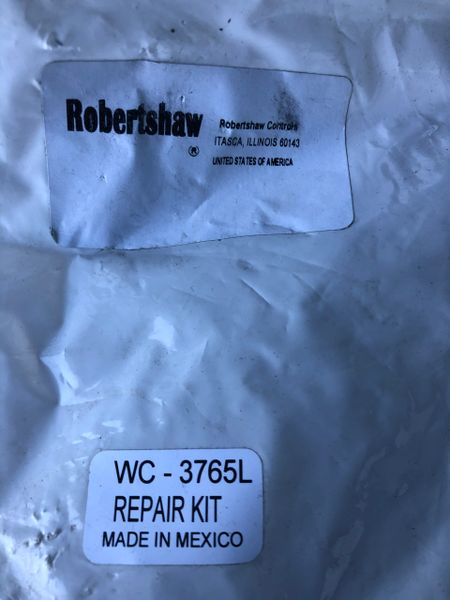 Robertshaw
®
Robertshaw Controls
ITASCA, ILLINOIS 60143
UNITED STATES OF AMERICA
WC - 3765L
REPAIR KIT
MADE IN MEXICO